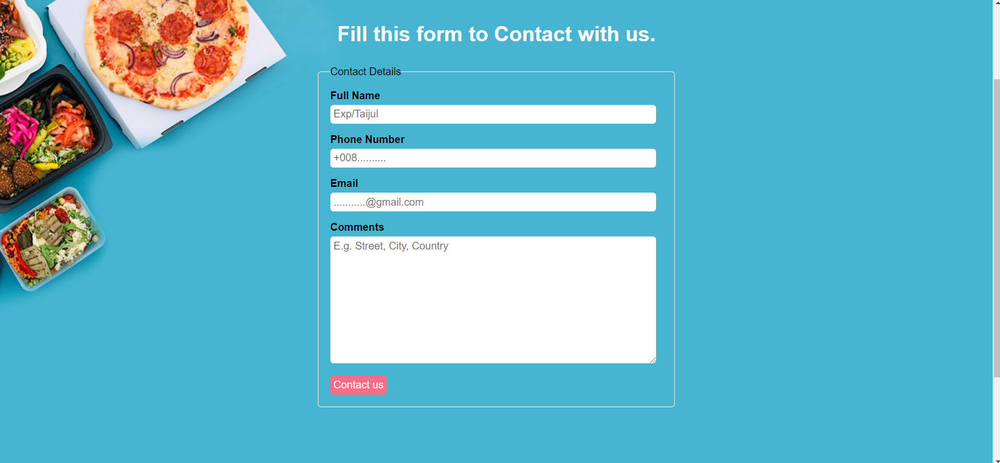 Fill this form to Contact with us.
Contact Details
Full Name
Exp/Taijul
Phone Number
+008..........
Email
...........@gmail.com
Comments
E.g. Street, City, Country
Contact us